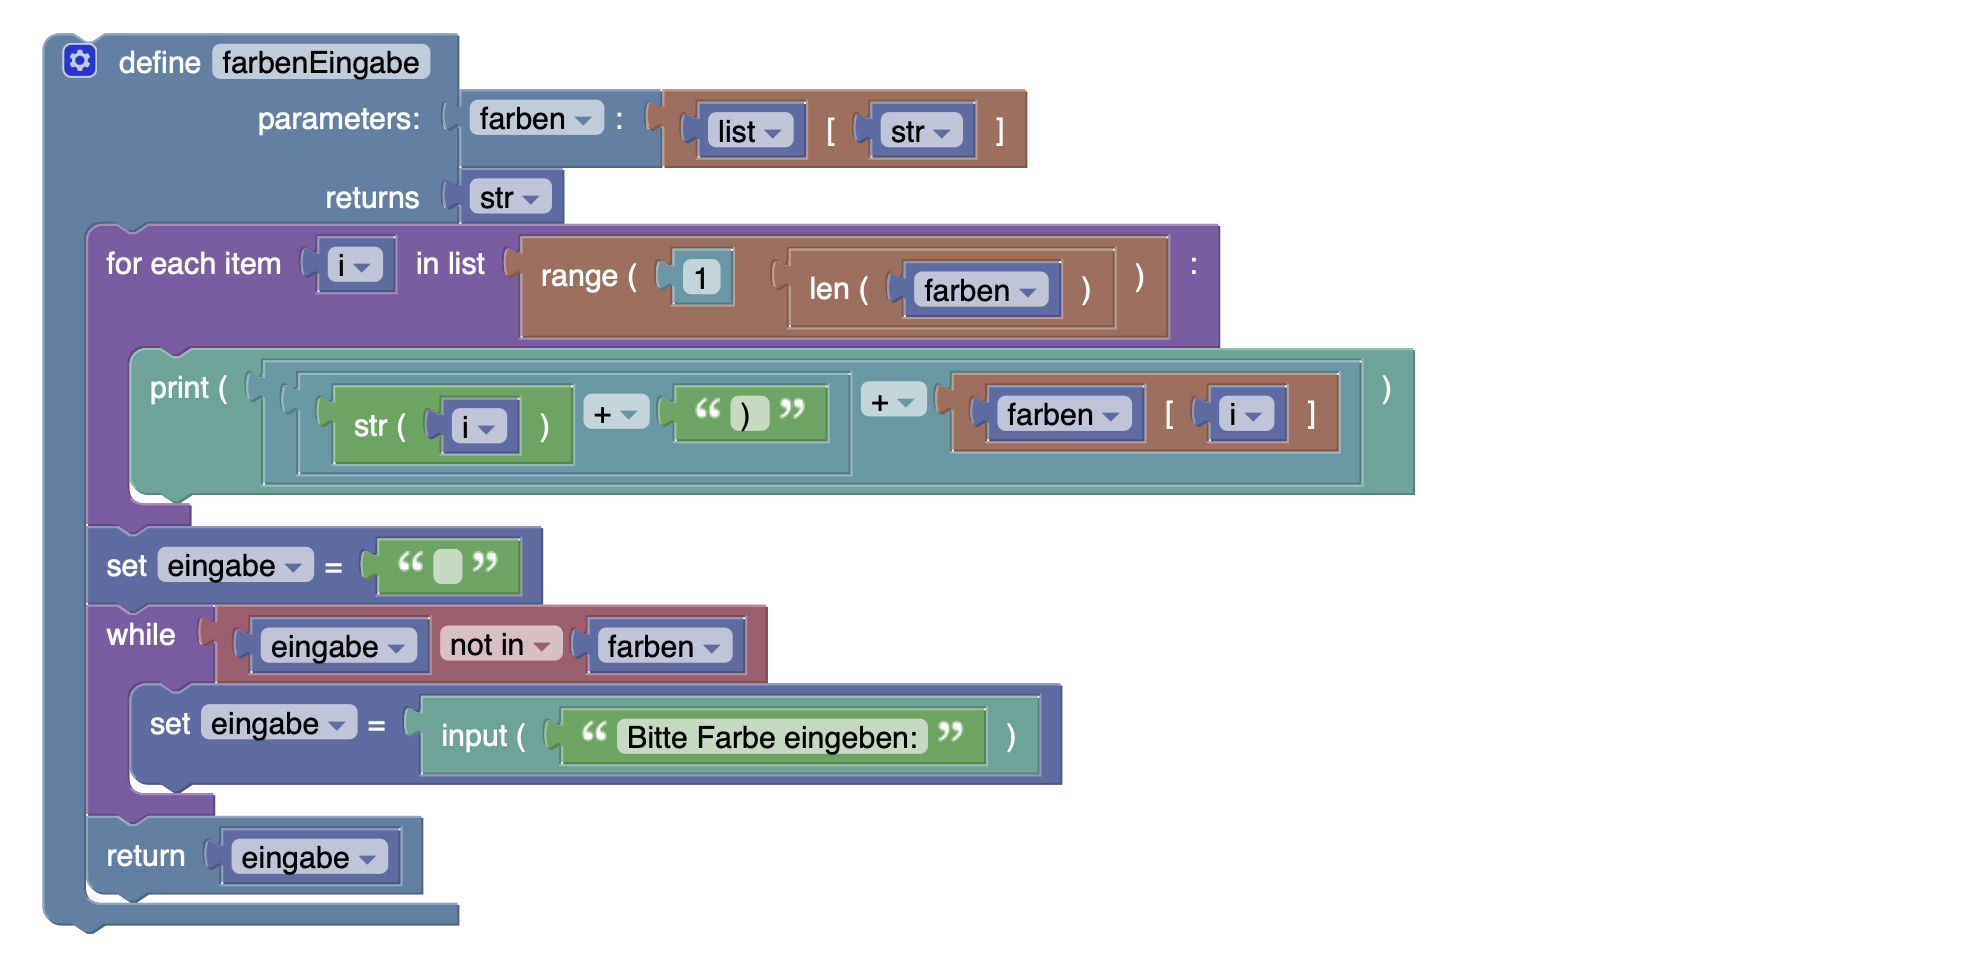 define farbenEingabe
parameters: farben : list [ str ]
returns str
for each item i in list range ( 1 len ( farben ) ) :
print ( str ( i ) + “ ) ” + farben [ i ] )
set eingabe = “ ”
while eingabe not in farben
set eingabe = input ( “ Bitte Farbe eingeben: ” )
return eingabe